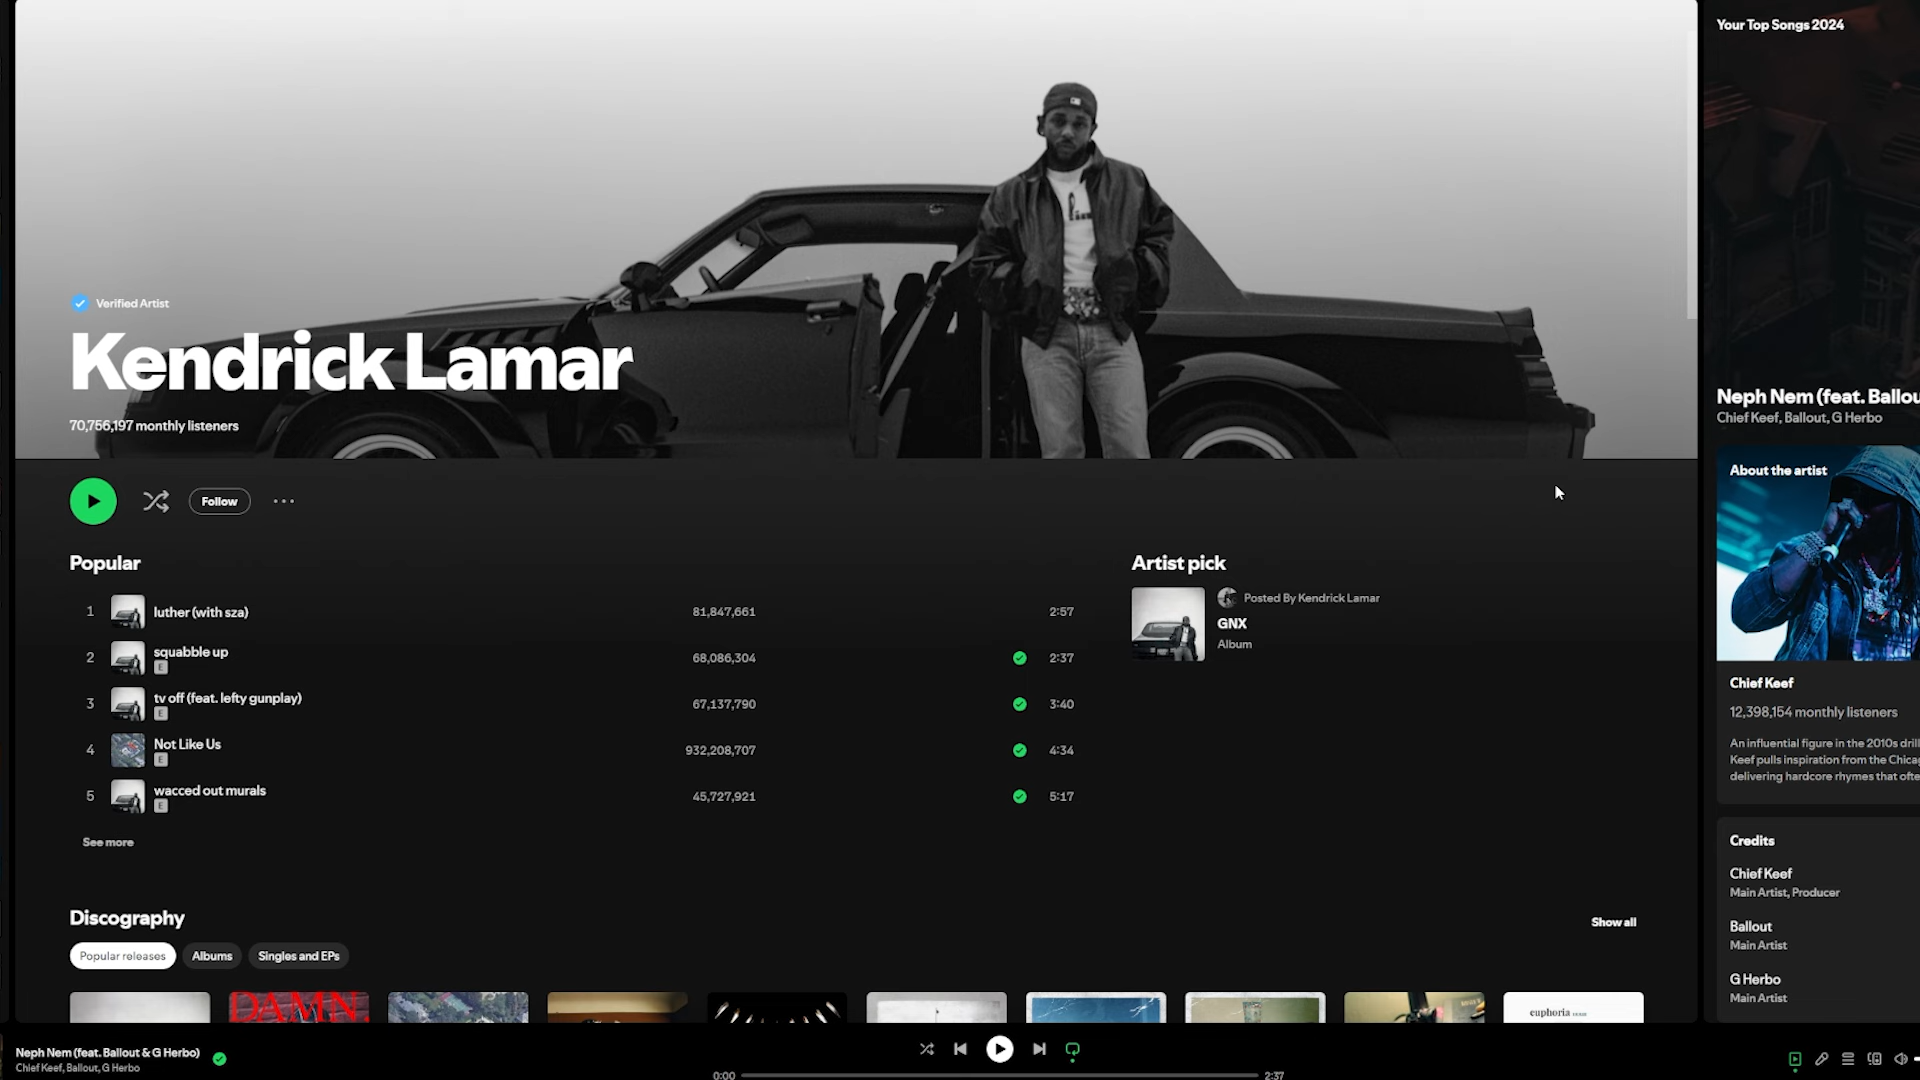 Verified Artist
Kendrick Lamar
70,756,197 monthly listeners
Follow
Popular
1 luther (with sza) 81,847,661 2:57
2 squabble up 68,086,304 2:37
E
3 tv off (feat. lefty gunplay) 67,137,790 3:40
E
4 Not Like Us 932,208,707 4:34
E
5 wacced out murals 45,727,921 5:17
E
See more
Artist pick
Posted By Kendrick Lamar
GNX
Album
Discography
Show all
Popular releases
Albums
Singles and EPs
DAMN.
euphoria
Your Top Songs 2024
Neph Nem (feat. Ballou
Chief Keef, Ballout, G Herbo
About the artist
Chief Keef
12,398,154 monthly listeners
An influential figure in the 2010s drill
Keef pulls inspiration from the Chicag
delivering hardcore rhymes that ofte
Credits
Chief Keef
Main Artist, Producer
Ballout
Main Artist
G Herbo
Main Artist
Neph Nem (feat. Ballout & G Herbo)
Chief Keef, Ballout, G Herbo
0:00
2:37